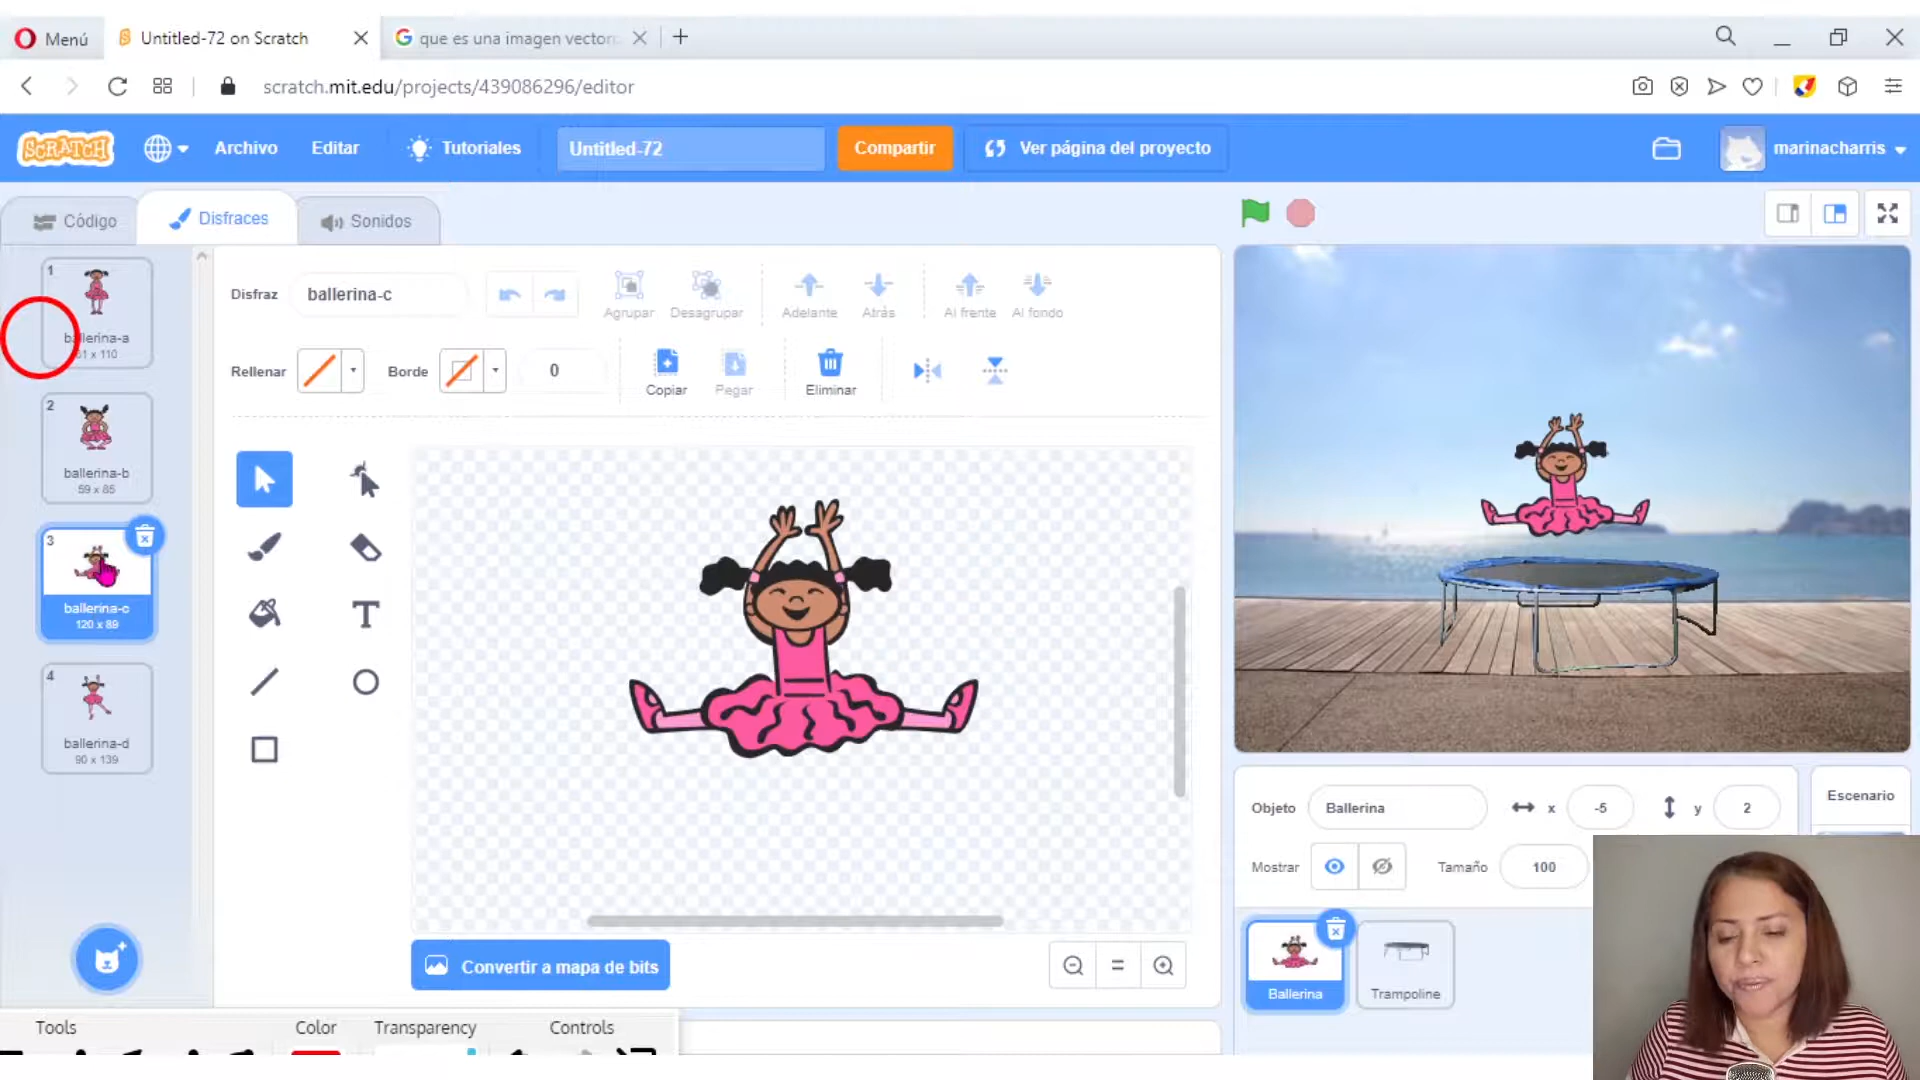 Menú
Untitled-72 on Scratch
que es una imagen vector
scratch.mit.edu/projects/439086296/editor
SCRATCH
Archivo
Editar
Tutoriales
Untitled-72
Compartir
Ver página del proyecto
marinacharris
Código
Disfraces
Sonidos
1
ballerina-a
61 x 110
2
ballerina-b
59 x 85
3
ballerina-c
120 x 89
4
ballerina-d
90 x 139
Disfraz
ballerina-c
Agrupar
Desagrupar
Adelante
Atrás
Al frente
Al fondo
Rellenar
Borde
0
Copiar
Pegar
Eliminar
T
Convertir a mapa de bits
Objeto
Ballerina
x
-5
y
2
Mostrar
Tamaño
100
Escenario
Ballerina
Trampoline
Tools
Color
Transparency
Controls